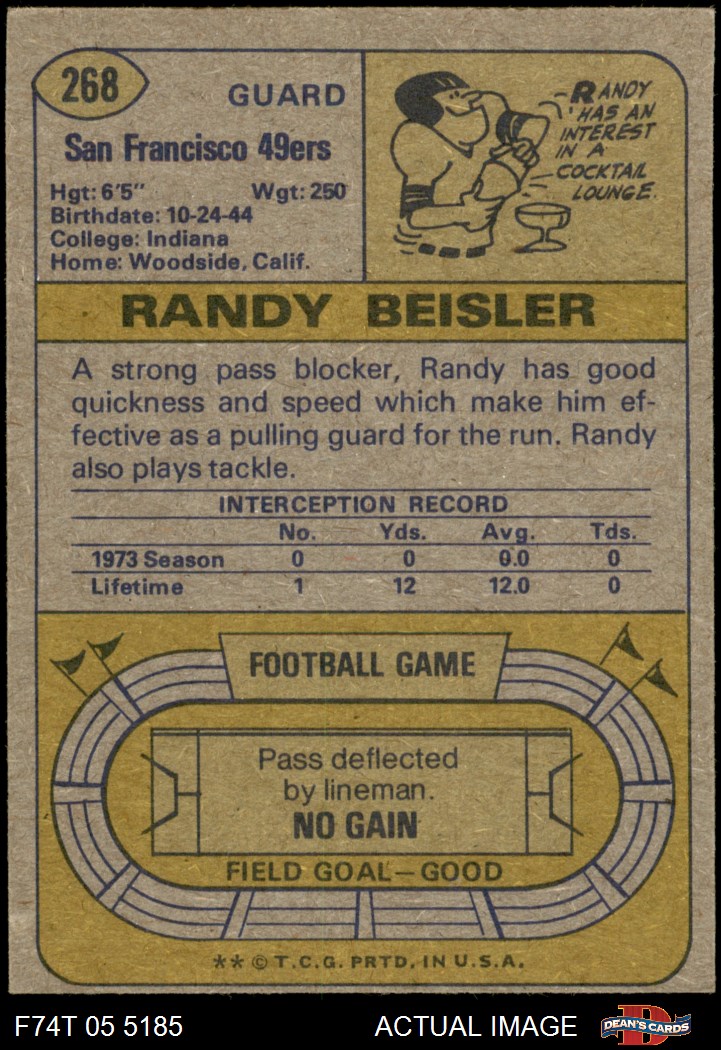 268
GUARD
San Francisco 49ers
Hgt: 6'5" Wgt: 250
Birthdate: 10-24-44
College: Indiana
Home: Woodside, Calif.
RANDY
HAS AN
INTEREST
IN A
COCKTAIL
LOUNGE.
RANDY BEISLER
A strong pass blocker, Randy has good
quickness and speed which make him ef-
fective as a pulling guard for the run. Randy
also plays tackle.
INTERCEPTION RECORD
No. Yds. Avg. Tds.
1973 Season 0 0 0.0 0
Lifetime 1 12 12.0 0
FOOTBALL GAME
Pass deflected
by lineman.
NO GAIN
FIELD GOAL—GOOD
** © T.C.G. PRTD. IN U.S.A.
F74T 05 5185 ACTUAL IMAGE
DEAN'S CARDS